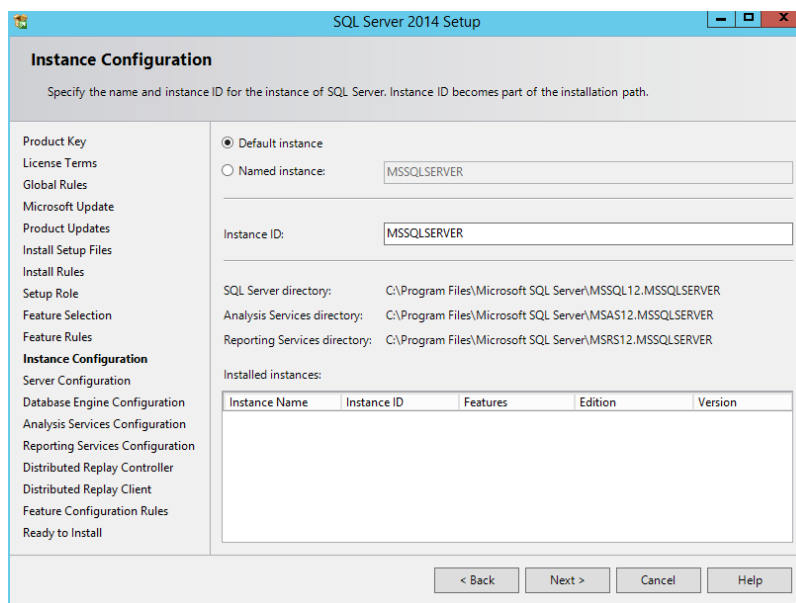 SQL Server 2014 Setup
Instance Configuration
Specify the name and instance ID for the instance of SQL Server. Instance ID becomes part of the installation path.
Product Key
License Terms
Global Rules
Microsoft Update
Product Updates
Install Setup Files
Install Rules
Setup Role
Feature Selection
Feature Rules
Instance Configuration
Server Configuration
Database Engine Configuration
Analysis Services Configuration
Reporting Services Configuration
Distributed Replay Controller
Distributed Replay Client
Feature Configuration Rules
Ready to Install
Default instance
Named instance: MSSQLSERVER
Instance ID: MSSQLSERVER
SQL Server directory: C:\Program Files\Microsoft SQL Server\MSSQL12.MSSQLSERVER
Analysis Services directory: C:\Program Files\Microsoft SQL Server\MSAS12.MSSQLSERVER
Reporting Services directory: C:\Program Files\Microsoft SQL Server\MSRS12.MSSQLSERVER
Installed instances:
Instance Name Instance ID Features Edition Version
< Back Next > Cancel Help